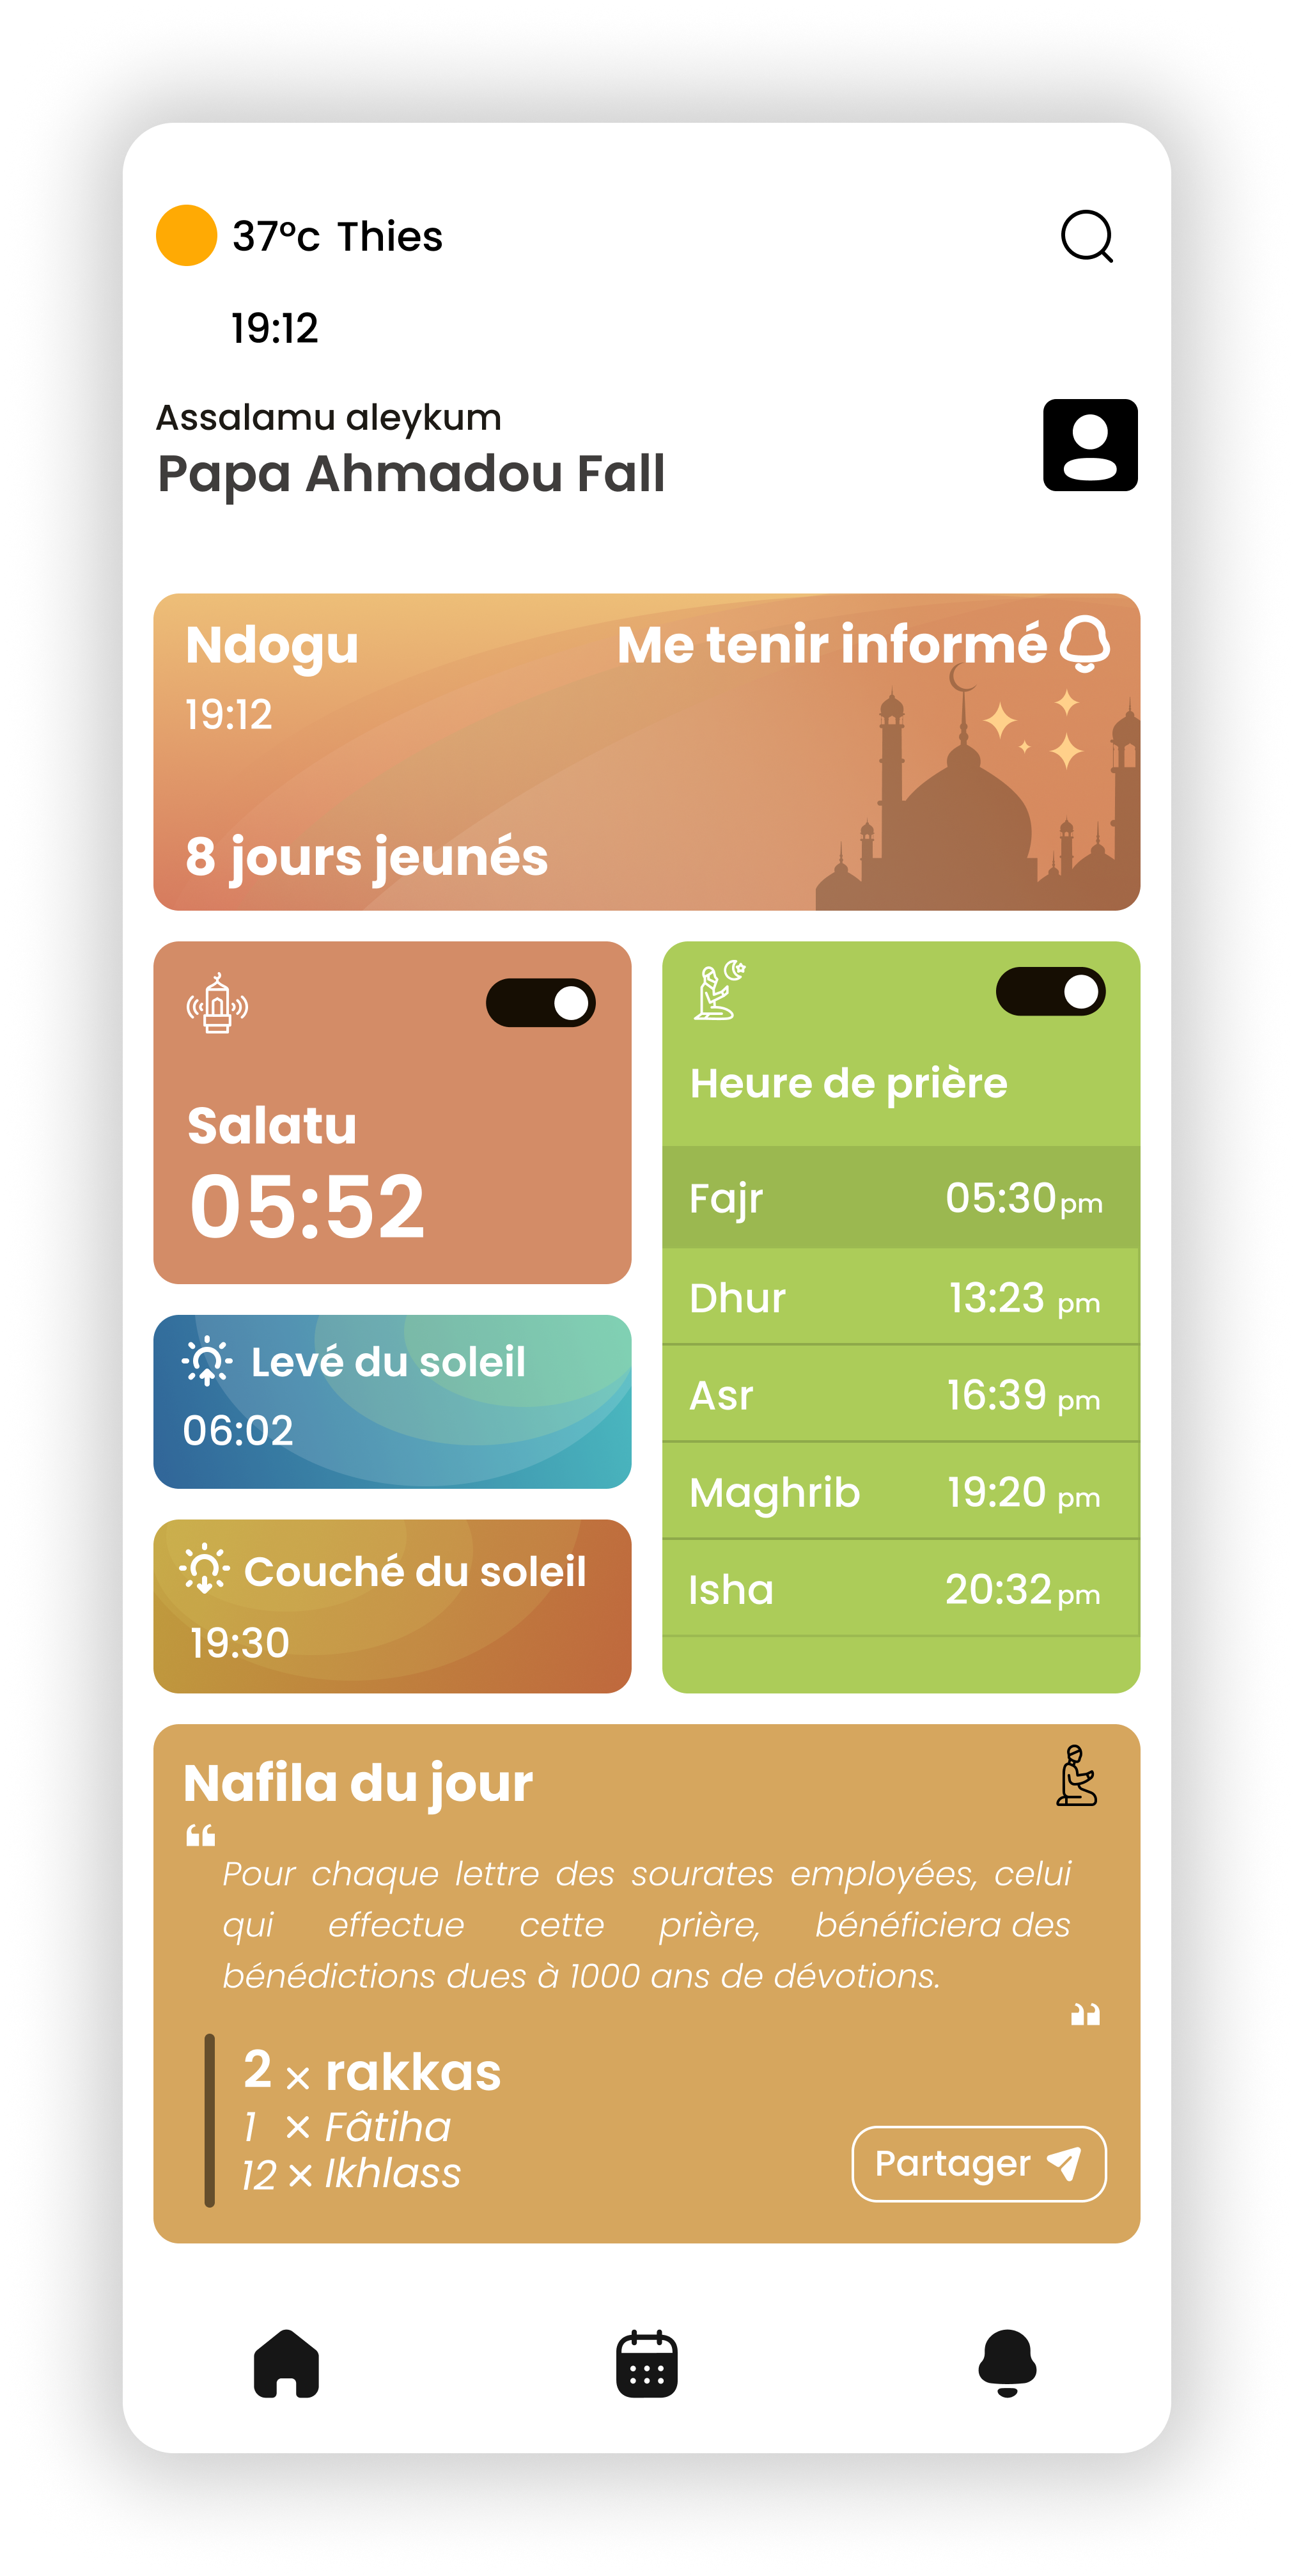 37°c Thies
19:12
Assalamu aleykum
Papa Ahmadou Fall
Ndogu
Me tenir informé
19:12
8 jours jeunés
Salatu
05:52
Levé du soleil
06:02
Couché du soleil
19:30
Heure de prière
Fajr 05:30 pm
Dhur 13:23 pm
Asr 16:39 pm
Maghrib 19:20 pm
Isha 20:32 pm
Nafila du jour
“
Pour chaque lettre des sourates employées, celui
qui effectue cette prière, bénéficiera des
bénédictions dues à 1000 ans de dévotions.
”
2 × rakkas
1 × Fâtiha
12 × Ikhlass
Partager